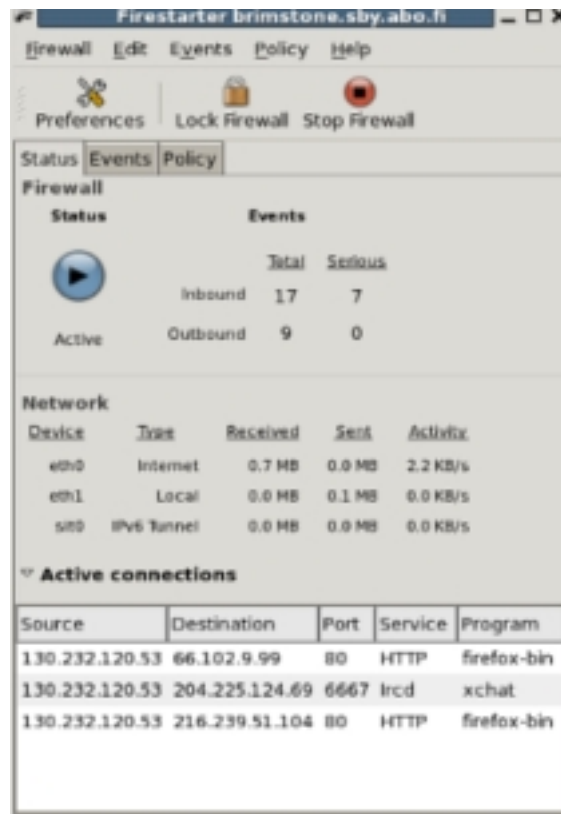 Firestarter brimstone.sby.abo.fi
Firewall Edit Events Policy Help
Preferences Lock Firewall Stop Firewall
Status Events Policy
Firewall
Status Events
Total Serious
Inbound 17 7
Outbound 9 0
Active
Network
Device Type Received Sent Activity
eth0 Internet 0.7 MB 0.0 MB 2.2 KB/s
eth1 Local 0.0 MB 0.1 MB 0.0 KB/s
sit0 IPv6 Tunnel 0.0 MB 0.0 MB 0.0 KB/s
Active connections
Source Destination Port Service Program
130.232.120.53 66.102.9.99 80 HTTP firefox-bin
130.232.120.53 204.225.124.69 6667 Ircd xchat
130.232.120.53 216.239.51.104 80 HTTP firefox-bin